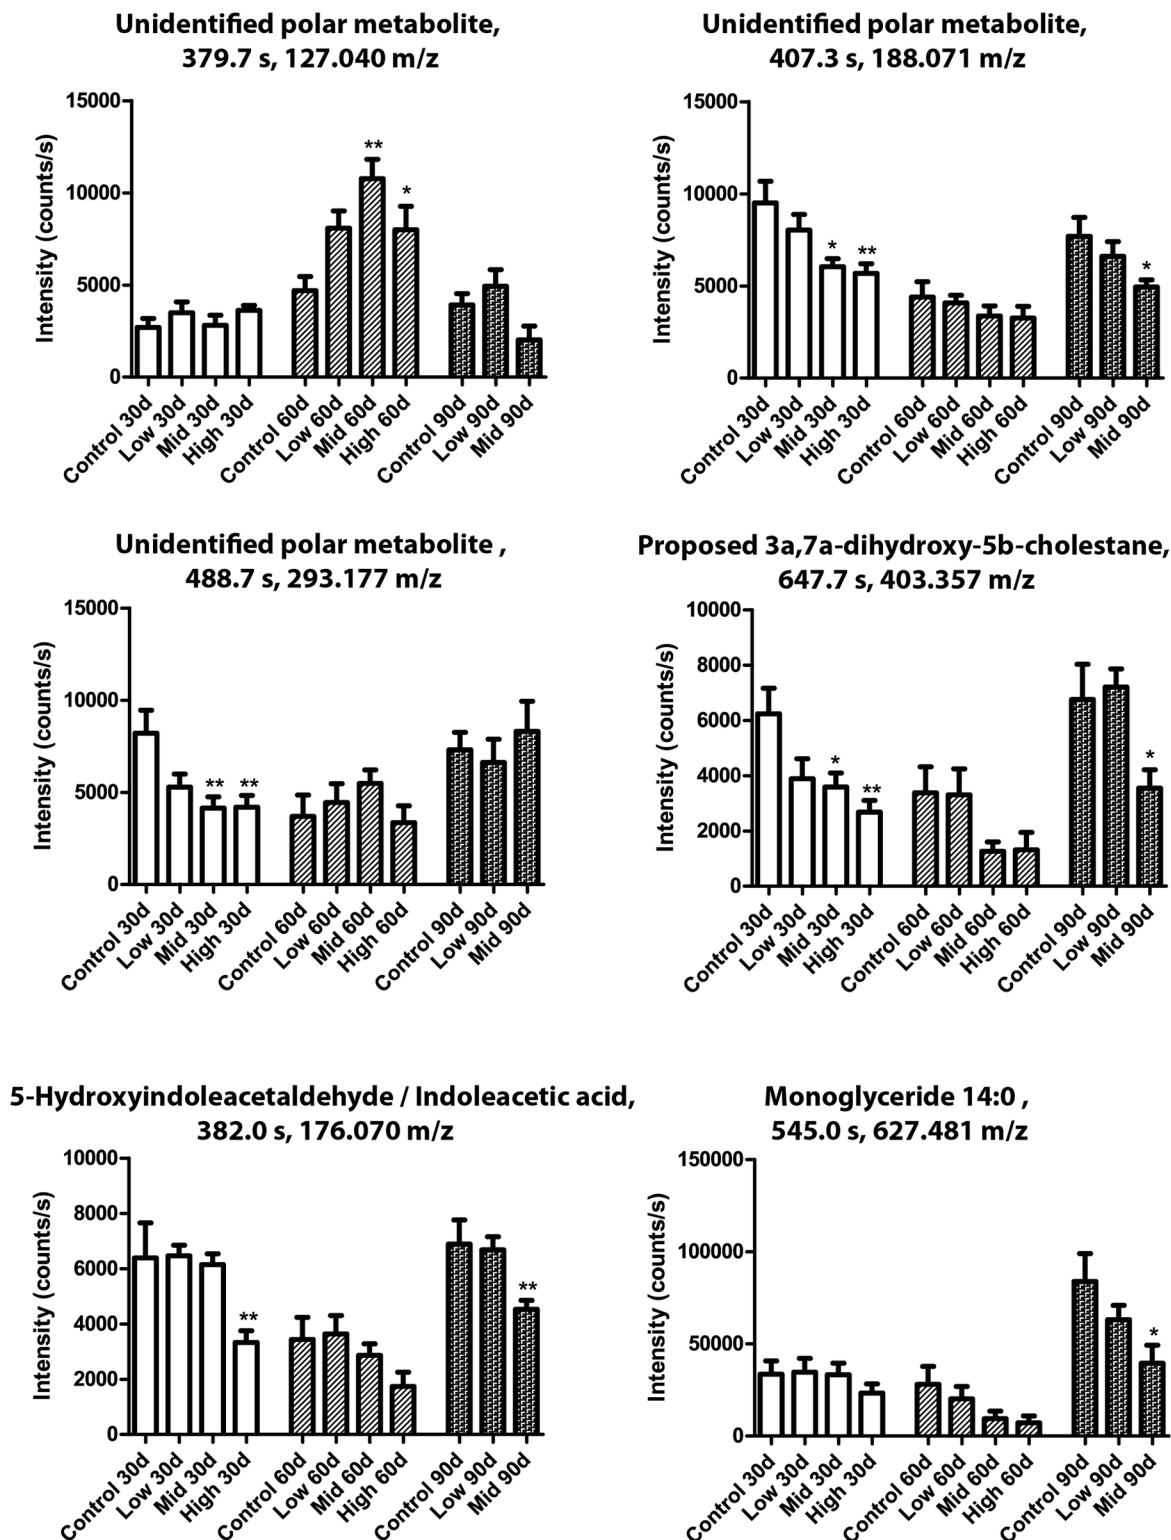 Unidentified polar metabolite,
379.7 s, 127.040 m/z
Intensity (counts/s)
15000
10000
5000
0
**
*
Control 30d
Low 30d
Mid 30d
High 30d
Control 60d
Low 60d
Mid 60d
High 60d
Control 90d
Low 90d
Mid 90d
Unidentified polar metabolite,
407.3 s, 188.071 m/z
Intensity (counts/s)
15000
10000
5000
0
*
**
*
Control 30d
Low 30d
Mid 30d
High 30d
Control 60d
Low 60d
Mid 60d
High 60d
Control 90d
Low 90d
Mid 90d
Unidentified polar metabolite ,
488.7 s, 293.177 m/z
Intensity (counts/s)
15000
10000
5000
0
**
**
Control 30d
Low 30d
Mid 30d
High 30d
Control 60d
Low 60d
Mid 60d
High 60d
Control 90d
Low 90d
Mid 90d
Proposed 3a,7a-dihydroxy-5b-cholestane,
647.7 s, 403.357 m/z
Intensity (counts/s)
10000
8000
6000
4000
2000
0
*
**
*
Control 30d
Low 30d
Mid 30d
High 30d
Control 60d
Low 60d
Mid 60d
High 60d
Control 90d
Low 90d
Mid 90d
5-Hydroxyindoleacetaldehyde / Indoleacetic acid,
382.0 s, 176.070 m/z
Intensity (counts/s)
10000
8000
6000
4000
2000
0
**
**
Control 30d
Low 30d
Mid 30d
High 30d
Control 60d
Low 60d
Mid 60d
High 60d
Control 90d
Low 90d
Mid 90d
Monoglyceride 14:0 ,
545.0 s, 627.481 m/z
Intensity (counts/s)
150000
100000
50000
0
*
Control 30d
Low 30d
Mid 30d
High 30d
Control 60d
Low 60d
Mid 60d
High 60d
Control 90d
Low 90d
Mid 90d